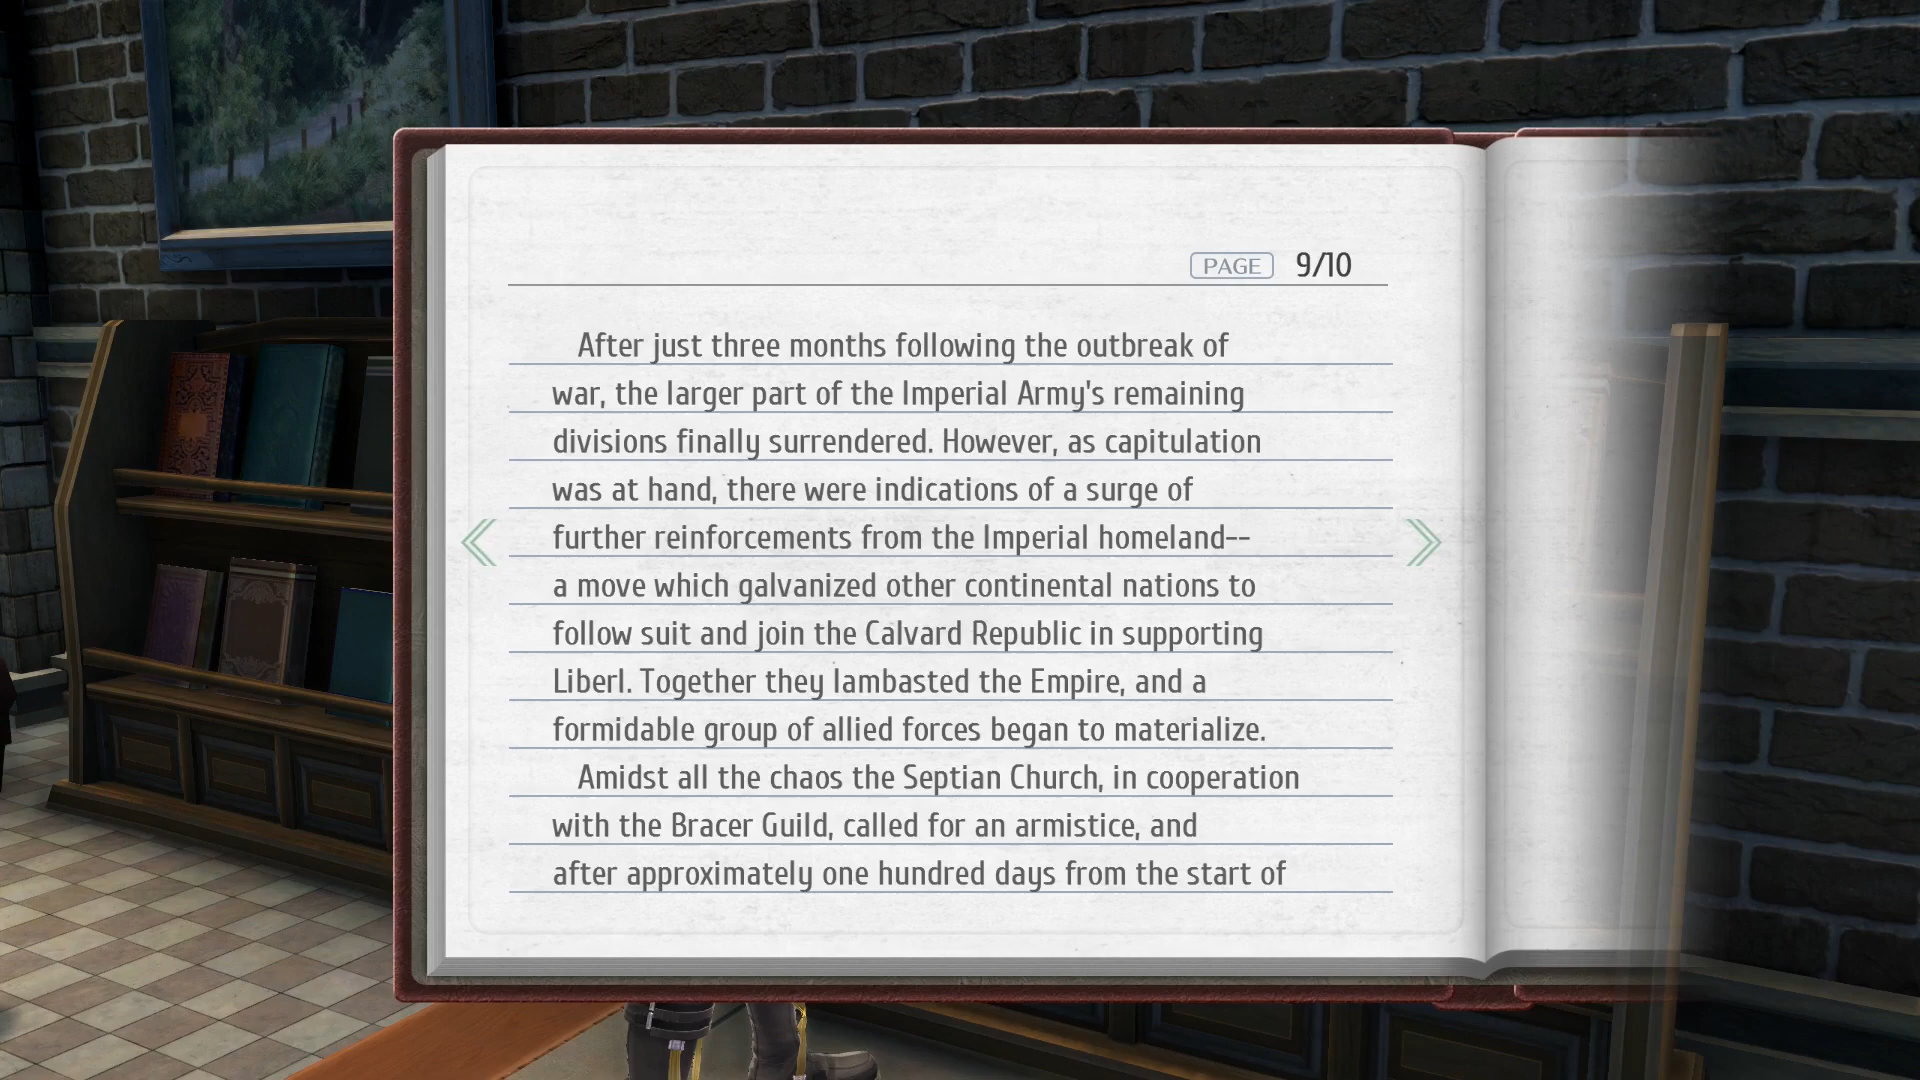 PAGE 9/10
After just three months following the outbreak of
war, the larger part of the Imperial Army's remaining
divisions finally surrendered. However, as capitulation
was at hand, there were indications of a surge of
further reinforcements from the Imperial homeland--
a move which galvanized other continental nations to
follow suit and join the Calvard Republic in supporting
Liberl. Together they lambasted the Empire, and a
formidable group of allied forces began to materialize.
Amidst all the chaos the Septian Church, in cooperation
with the Bracer Guild, called for an armistice, and
after approximately one hundred days from the start of